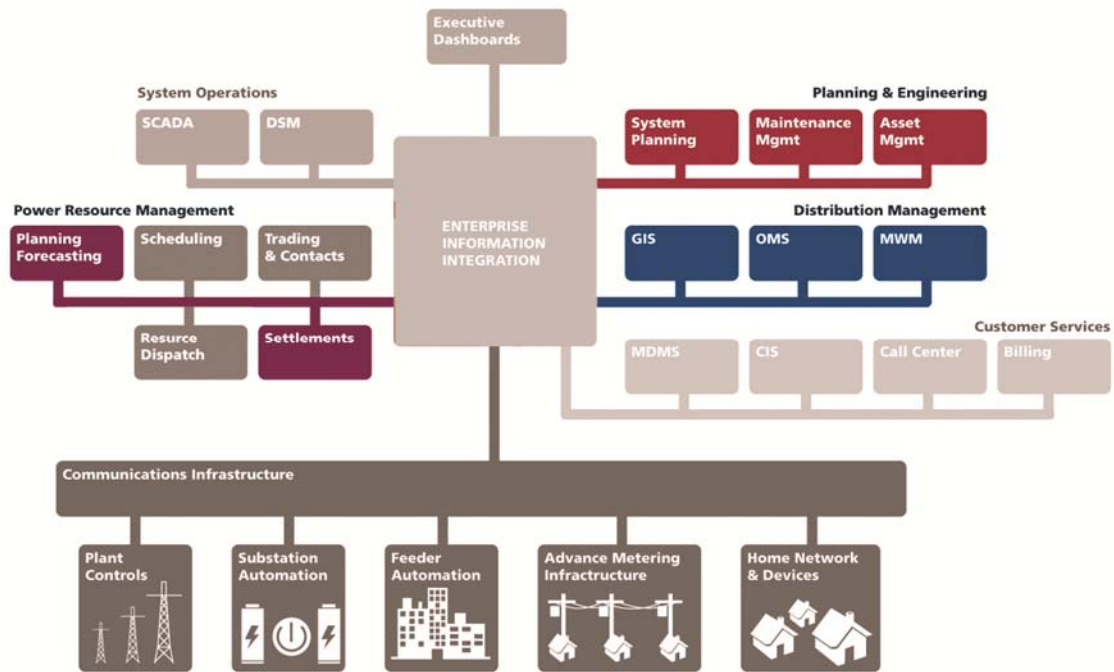 Executive
Dashboards
System Operations
SCADA
DSM
Planning & Engineering
System
Planning
Maintenance
Mgmt
Asset
Mgmt
ENTERPRISE
INFORMATION
INTEGRATION
Power Resource Management
Planning
Forecasting
Scheduling
Trading
& Contacts
Resurce
Dispatch
Settlements
Distribution Management
GIS
OMS
MWM
Customer Services
MDMS
CIS
Call Center
Billing
Communications Infrastructure
Plant
Controls
Substation
Automation
Feeder
Automation
Advance Metering
Infractructure
Home Network
& Devices